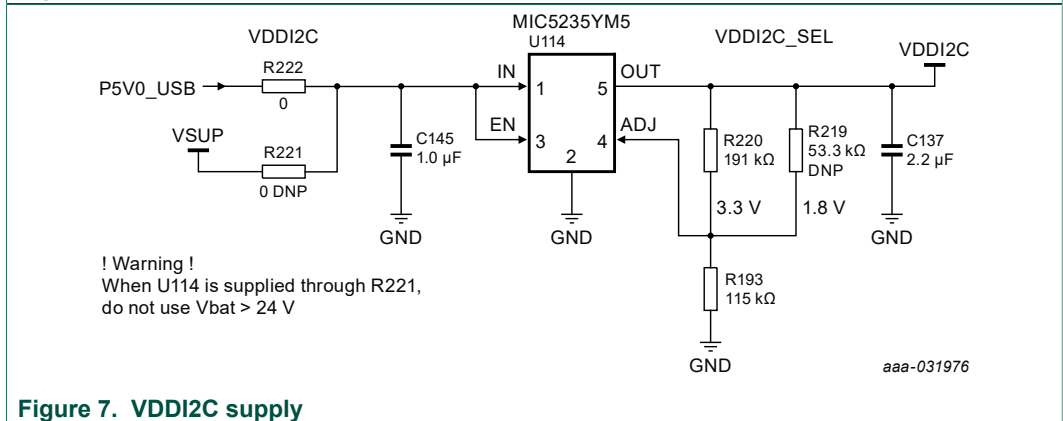 MIC5235YM5
VDDI2C
U114
VDDI2C_SEL
VDDI2C
R222
IN
OUT
P5V0_USB
1
5
0
EN
ADJ
VSUP
C145
3
4
R220
R219
C137
R221
1.0 µF
2
191 kΩ
53.3 kΩ
2.2 µF
DNP
0 DNP
3.3 V
1.8 V
GND
GND
GND
! Warning !
When U114 is supplied through R221,
do not use Vbat > 24 V
R193
115 kΩ
GND
aaa-031976
Figure 7. VDDI2C supply